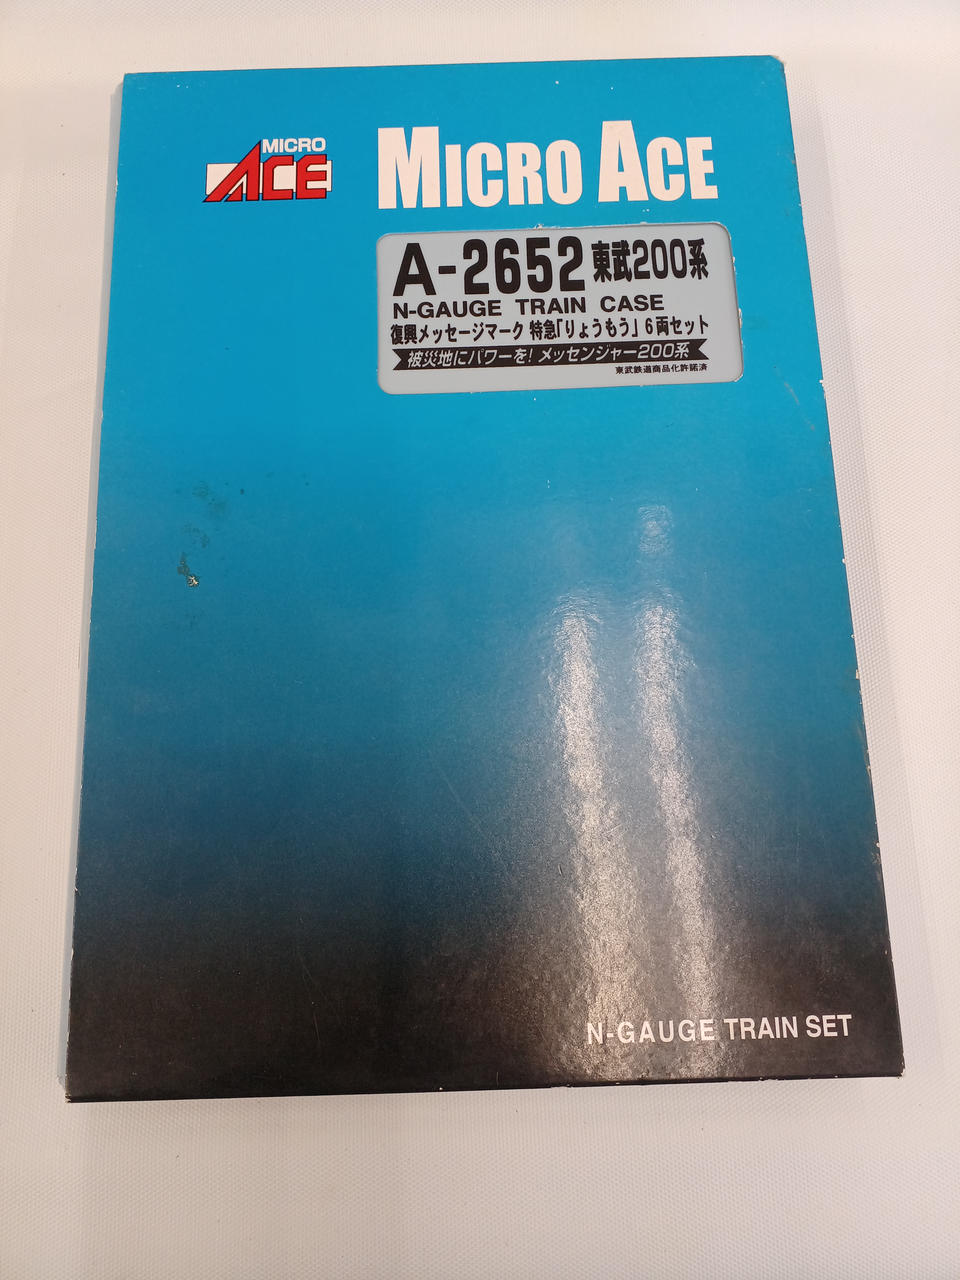 MICRO
ACE
MICRO ACE
A-2652 東武200系
N-GAUGE TRAIN CASE
復興メッセージマーク 特急「りょうもう」6両セット
被災地にパワーを! メッセンジャー200系
東武鉄道商品化許諾済
N-GAUGE TRAIN SET